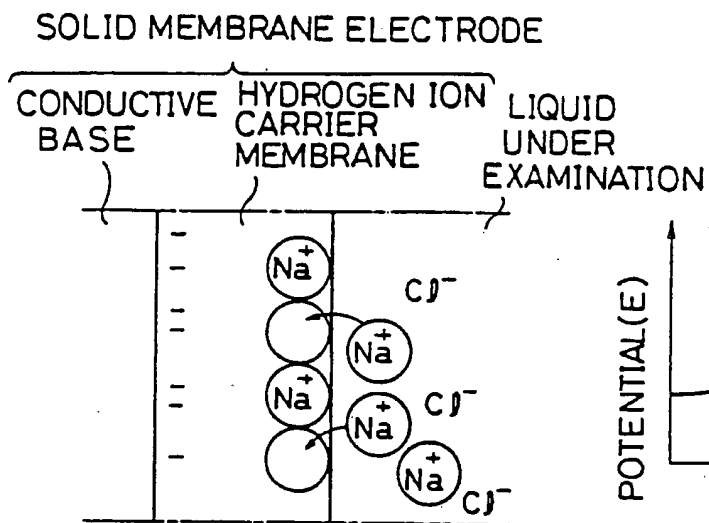 SOLID MEMBRANE ELECTRODE
CONDUCTIVE BASE
HYDROGEN ION CARRIER MEMBRANE
LIQUID UNDER EXAMINATION
Na+
Cl-
Na+
Na+
Cl-
Na+
Na+
Cl-
POTENTIAL(E)